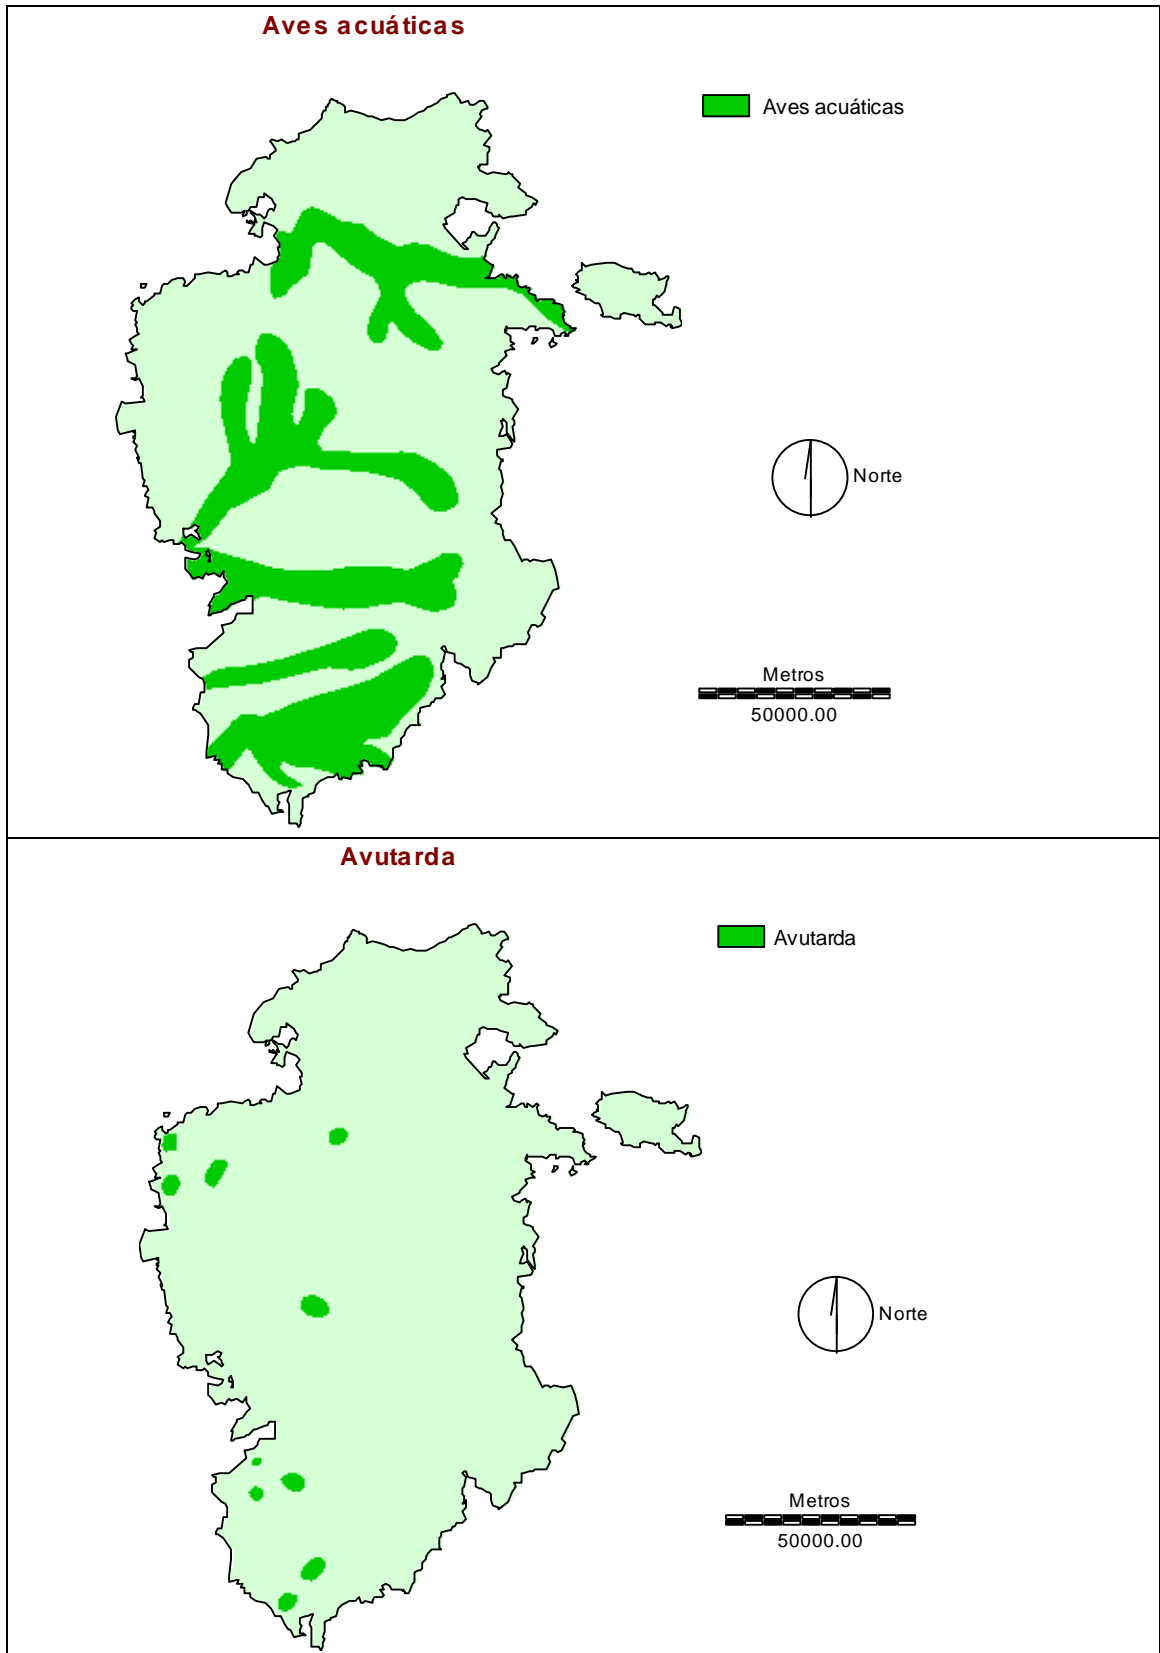 Aves acuáticas
Aves acuáticas
Norte
Metros
50000.00
Avutarda
Avutarda
Norte
Metros
50000.00